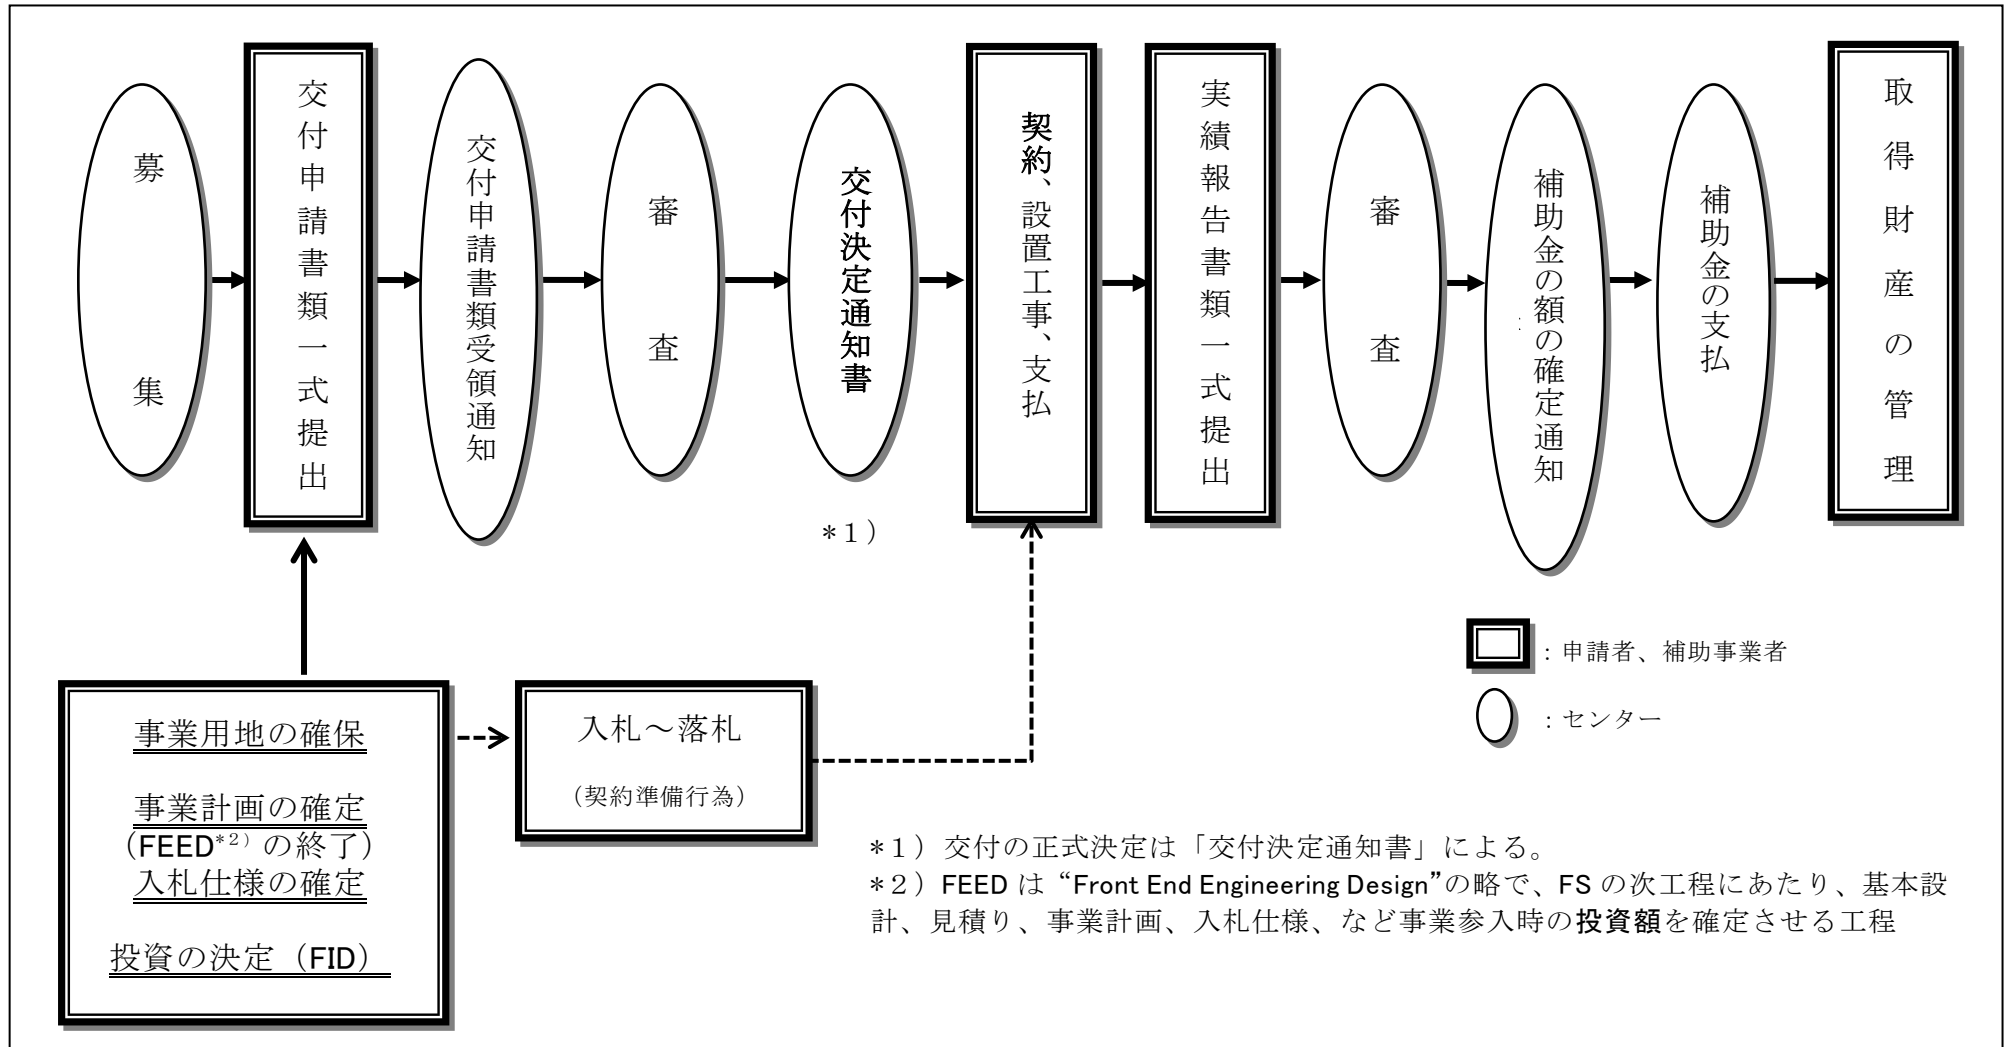 募集
交付申請書類一式提出
交付申請書類受領通知
審査
交付決定通知書
契約、設置工事、支払
実績報告書類一式提出
審査
補助金の額の確定通知
補助金の支払
取得財産の管理
*1）
：申請者、補助事業者
：センター
事業用地の確保
事業計画の確定
（FEED*2）の終了）
入札仕様の確定
投資の決定（FID）
入札～落札
（契約準備行為）
*1）交付の正式決定は「交付決定通知書」による。
*2）FEED は “Front End Engineering Design”の略で、FS の次工程にあたり、基本設
計、見積り、事業計画、入札仕様、など事業参入時の投資額を確定させる工程